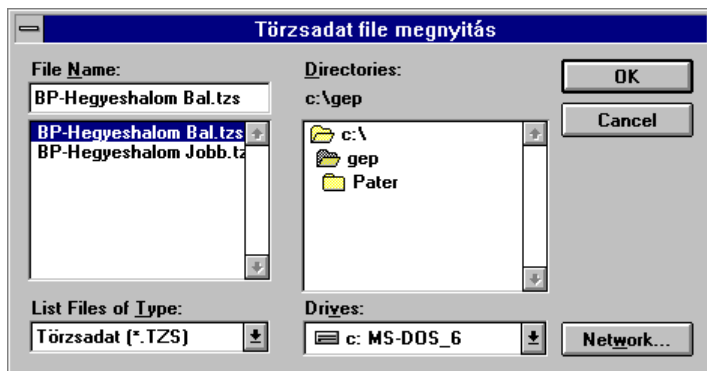 Törzsadat file megnyitás
File Name:
BP-Hegyeshalom Bal.tzs
BP-Hegyeshalom Bal.tzs
BP-Hegyeshalom Jobb.tz
List Files of Type:
Törzsadat (*.TZS)
Directories:
c:\gep
c:\
gep
Pater
Drives:
c: MS-DOS_6
OK
Cancel
Network...